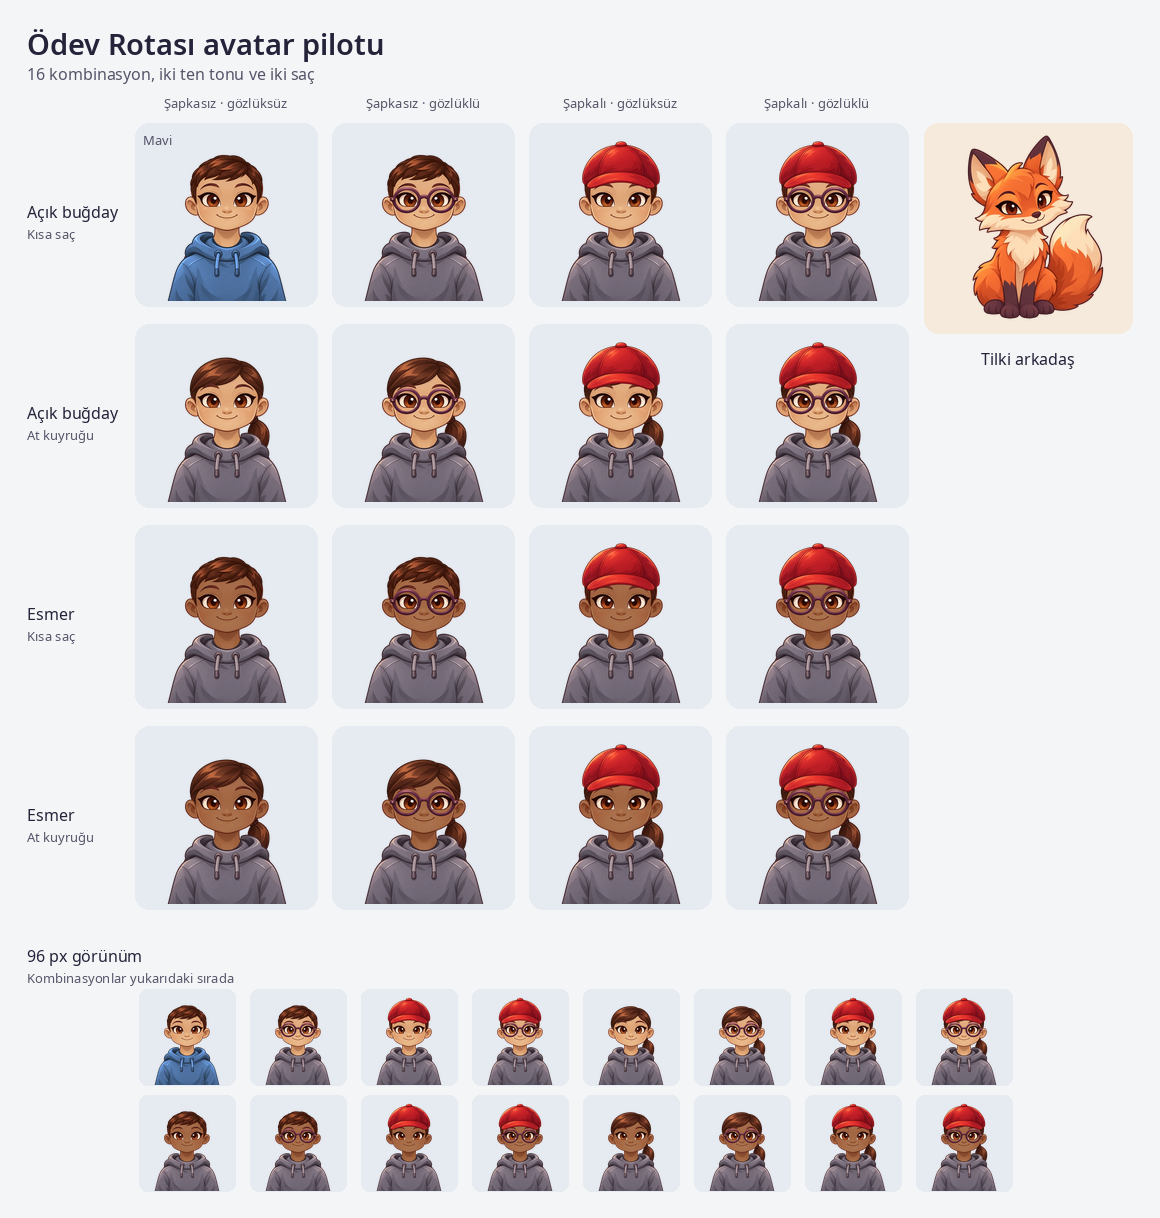 Ödev Rotası avatar pilotu
16 kombinasyon, iki ten tonu ve iki saç
Şapkasız · gözlüksüz
Şapkasız · gözlüklü
Şapkalı · gözlüksüz
Şapkalı · gözlüklü
Mavi
Açık buğday
Kısa saç
Tilki arkadaş
Açık buğday
At kuyruğu
Esmer
Kısa saç
Esmer
At kuyruğu
96 px görünüm
Kombinasyonlar yukarıdaki sırada